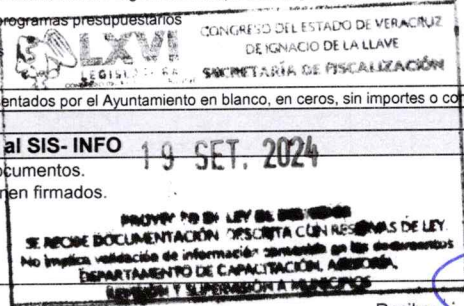 programas presupuestarios
LXVI
LEGISLATURA
CONGRESO DEL ESTADO DE VERACRUZ
DE IGNACIO DE LA LLAVE
SECRETARÍA DE FISCALIZACIÓN
entados por el Ayuntamiento en blanco, en ceros, sin importes o co
al SIS- INFO
19 SET. 2024
ocumentos.
nen firmados.
LEY DE
SE RECIBE DOCUMENTACIÓN DESCRITA CON RESERVAS DE LEY.
No implica validación de información contenida en los documentos
DEPARTAMENTO DE CAPACITACIÓN, ASESORÍA,
REVISIÓN Y SUPERVISIÓN A MUNICIPIOS